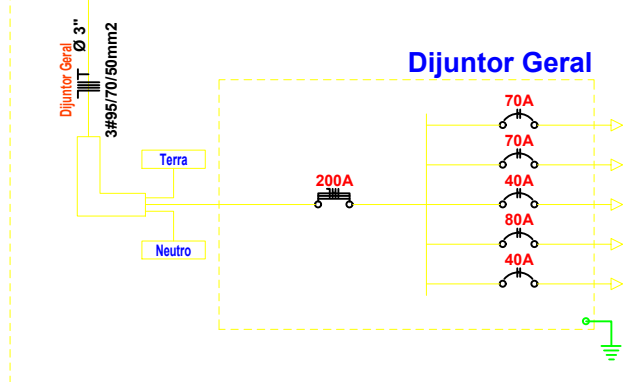 Dijuntor Geral
Ø 3"
3#95/70/50mm2
Dijuntor Geral
Terra
Neutro
200A
70A
70A
40A
80A
40A